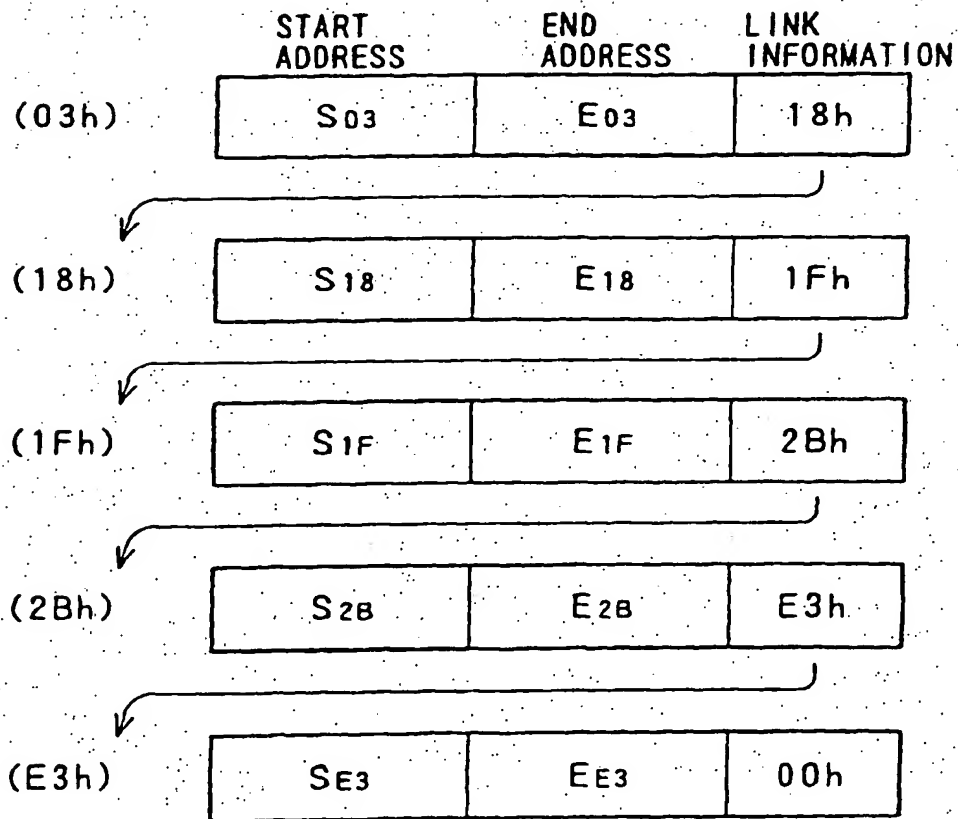 START ADDRESS END ADDRESS LINK INFORMATION
(03h) S03 E03 18h
(18h) S18 E18 1Fh
(1Fh) S1F E1F 2Bh
(2Bh) S2B E2B E3h
(E3h) SE3 EE3 00h